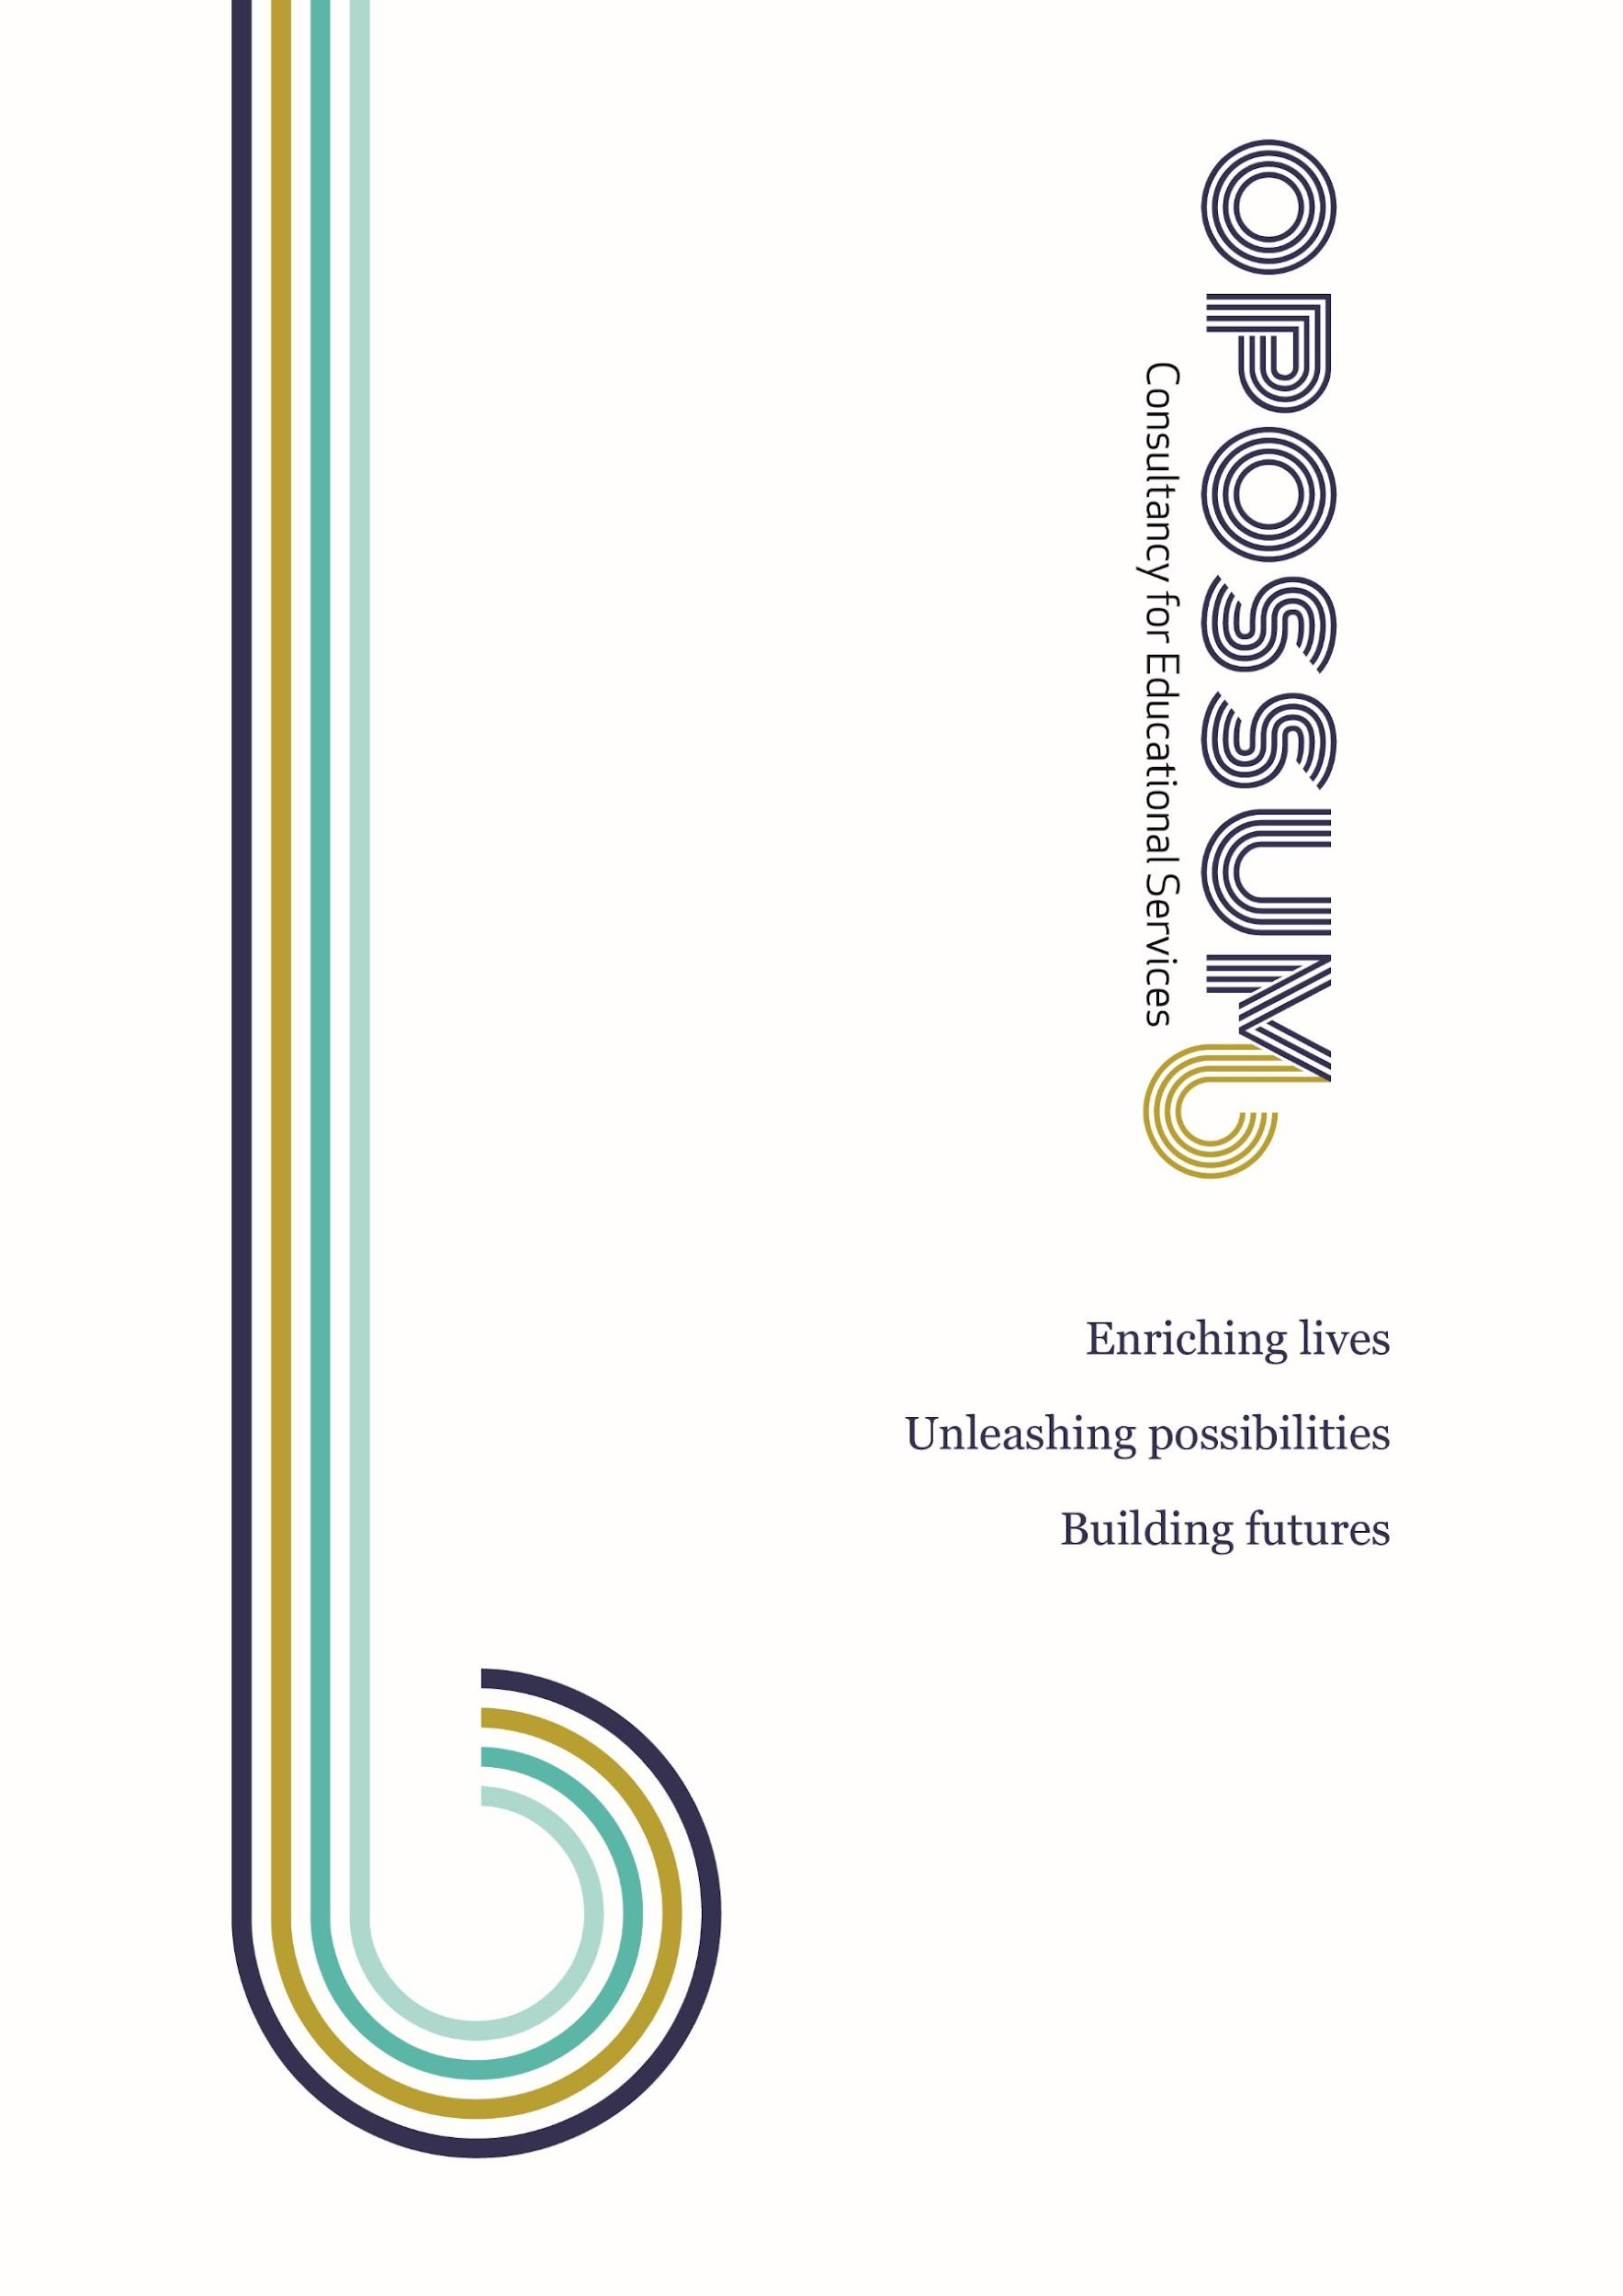 OPOSSUM
Consultancy for Educational Services
Enriching lives
Unleashing possibilities
Building futures